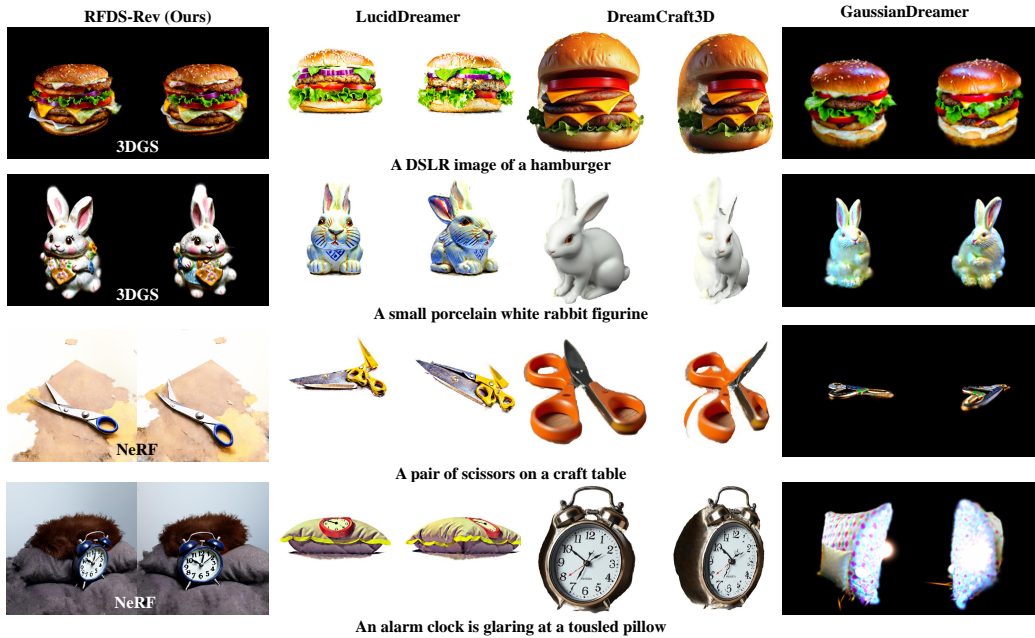 RFDS-Rev (Ours) LucidDreamer DreamCraft3D GaussianDreamer
3DGS
A DSLR image of a hamburger
3DGS
A small porcelain white rabbit figurine
NeRF
A pair of scissors on a craft table
NeRF
An alarm clock is glaring at a tousled pillow